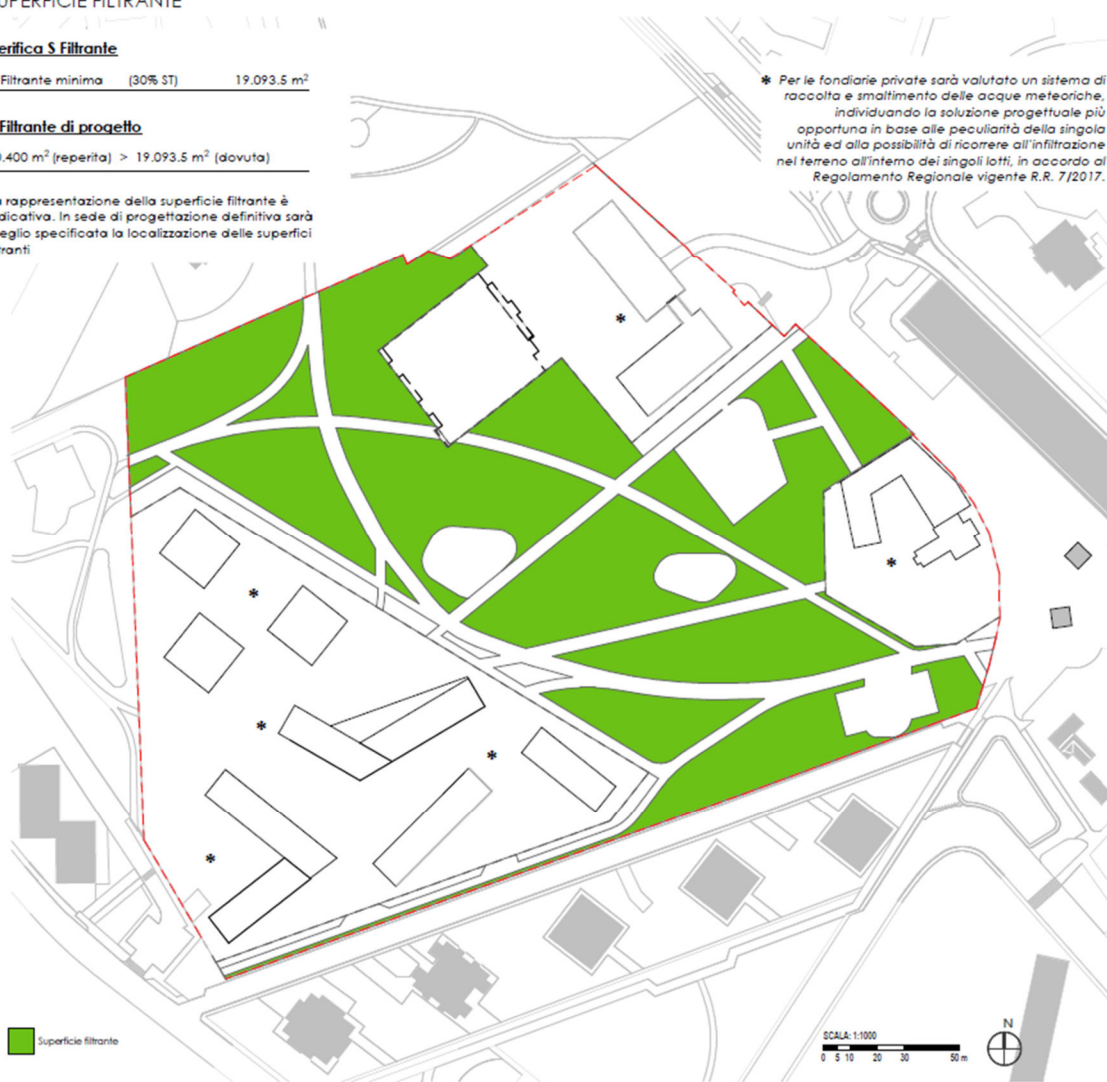 UPERFICIE FILTRANTE
erifica S Filtrante
Filtrante minima (30% ST) 19.093.5 m²
Filtrante di progetto
.400 m² (reperita) > 19.093.5 m² (dovuta)
a rappresentazione della superficie filtrante è
dicativa. In sede di progettazione definitiva sarà
eglio specificata la localizzazione delle superfici
tranti
* Per le fondiarie private sarà valutato un sistema di
raccolta e smaltimento delle acque meteoriche,
individuando la soluzione progettuale più
opportuna in base alle peculiarità della singola
unità ed alla possibilità di ricorrere all'infiltrazione
nel terreno all'interno dei singoli lotti, in accordo al
Regolamento Regionale vigente R.R. 7/2017.
*
*
*
*
*
*
Superficie filtrante
SCALA: 1:1000
0 5 10 20 30 50 m
N